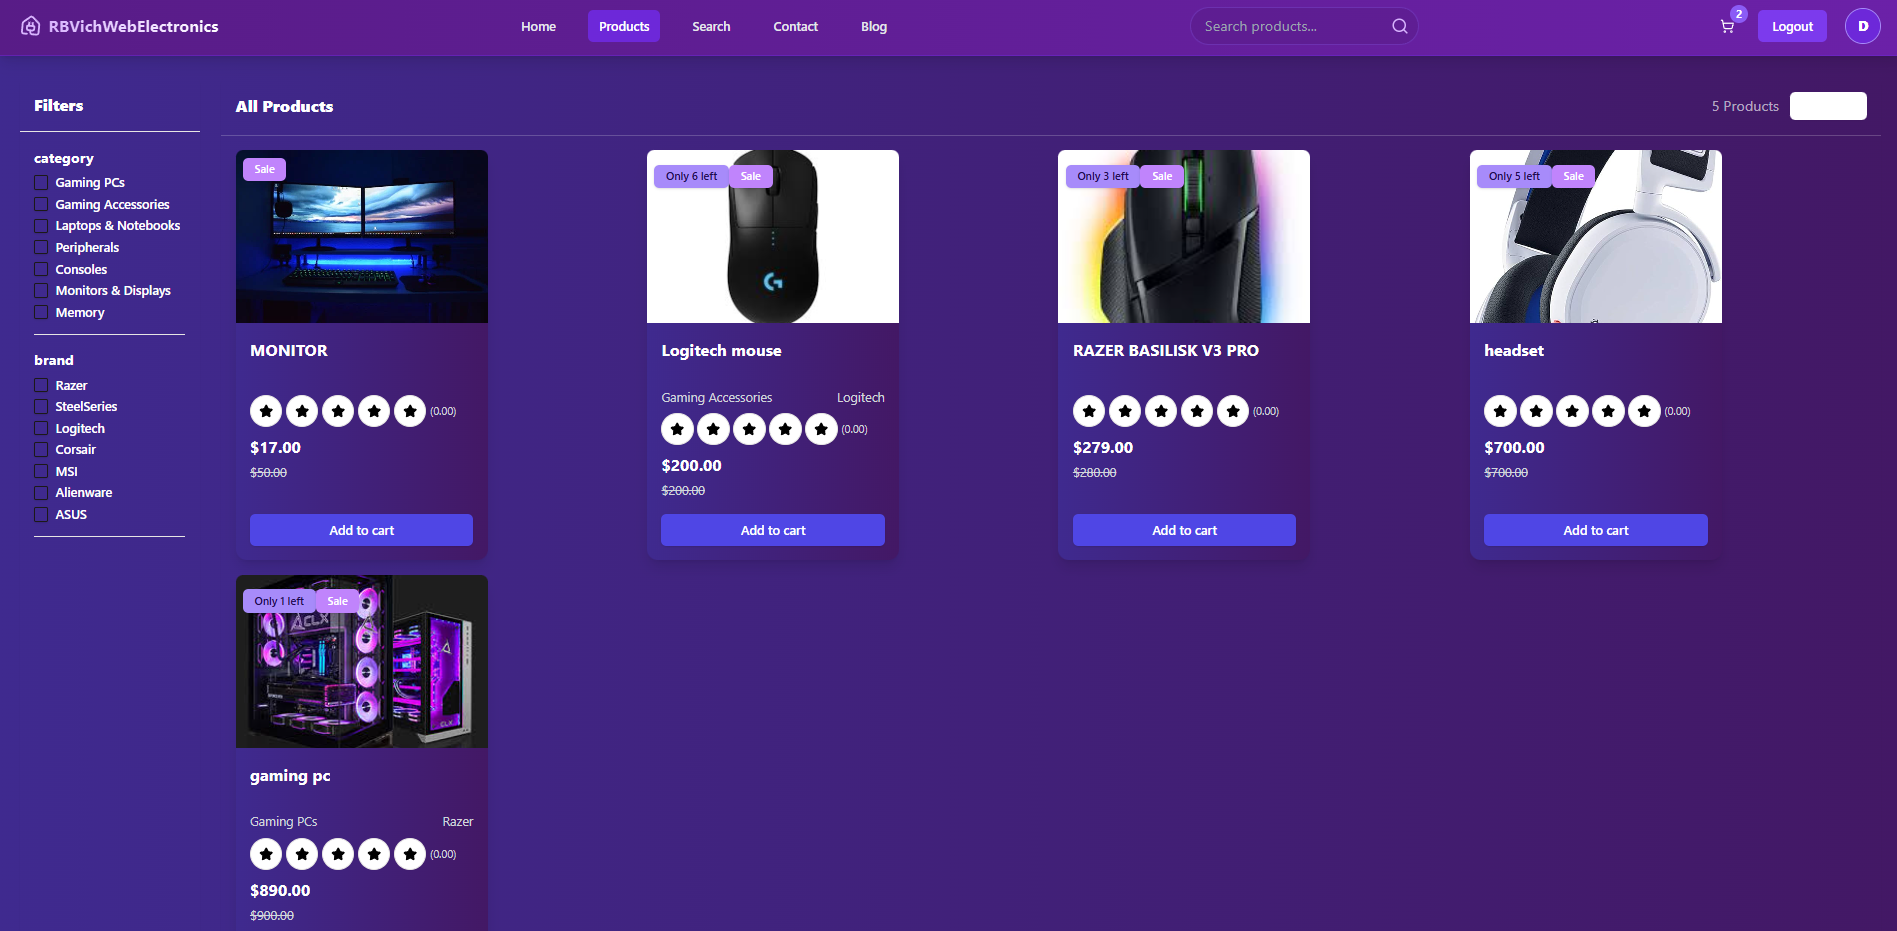 RBVichWebElectronics
Home
Products
Search
Contact
Blog
Search products...
2
Logout
D
Filters
category
Gaming PCs
Gaming Accessories
Laptops & Notebooks
Peripherals
Consoles
Monitors & Displays
Memory
brand
Razer
SteelSeries
Logitech
Corsair
MSI
Alienware
ASUS
All Products
5 Products
Sale
MONITOR
(0.00)
$17.00
$50.00
Add to cart
Only 6 left
Sale
G
Logitech mouse
Gaming Accessories
Logitech
(0.00)
$200.00
$200.00
Add to cart
Only 3 left
Sale
RAZER BASILISK V3 PRO
(0.00)
$279.00
$280.00
Add to cart
Only 5 left
Sale
headset
(0.00)
$700.00
$700.00
Add to cart
Only 1 left
Sale
CLX
CLX
gaming pc
Gaming PCs
Razer
(0.00)
$890.00
$900.00